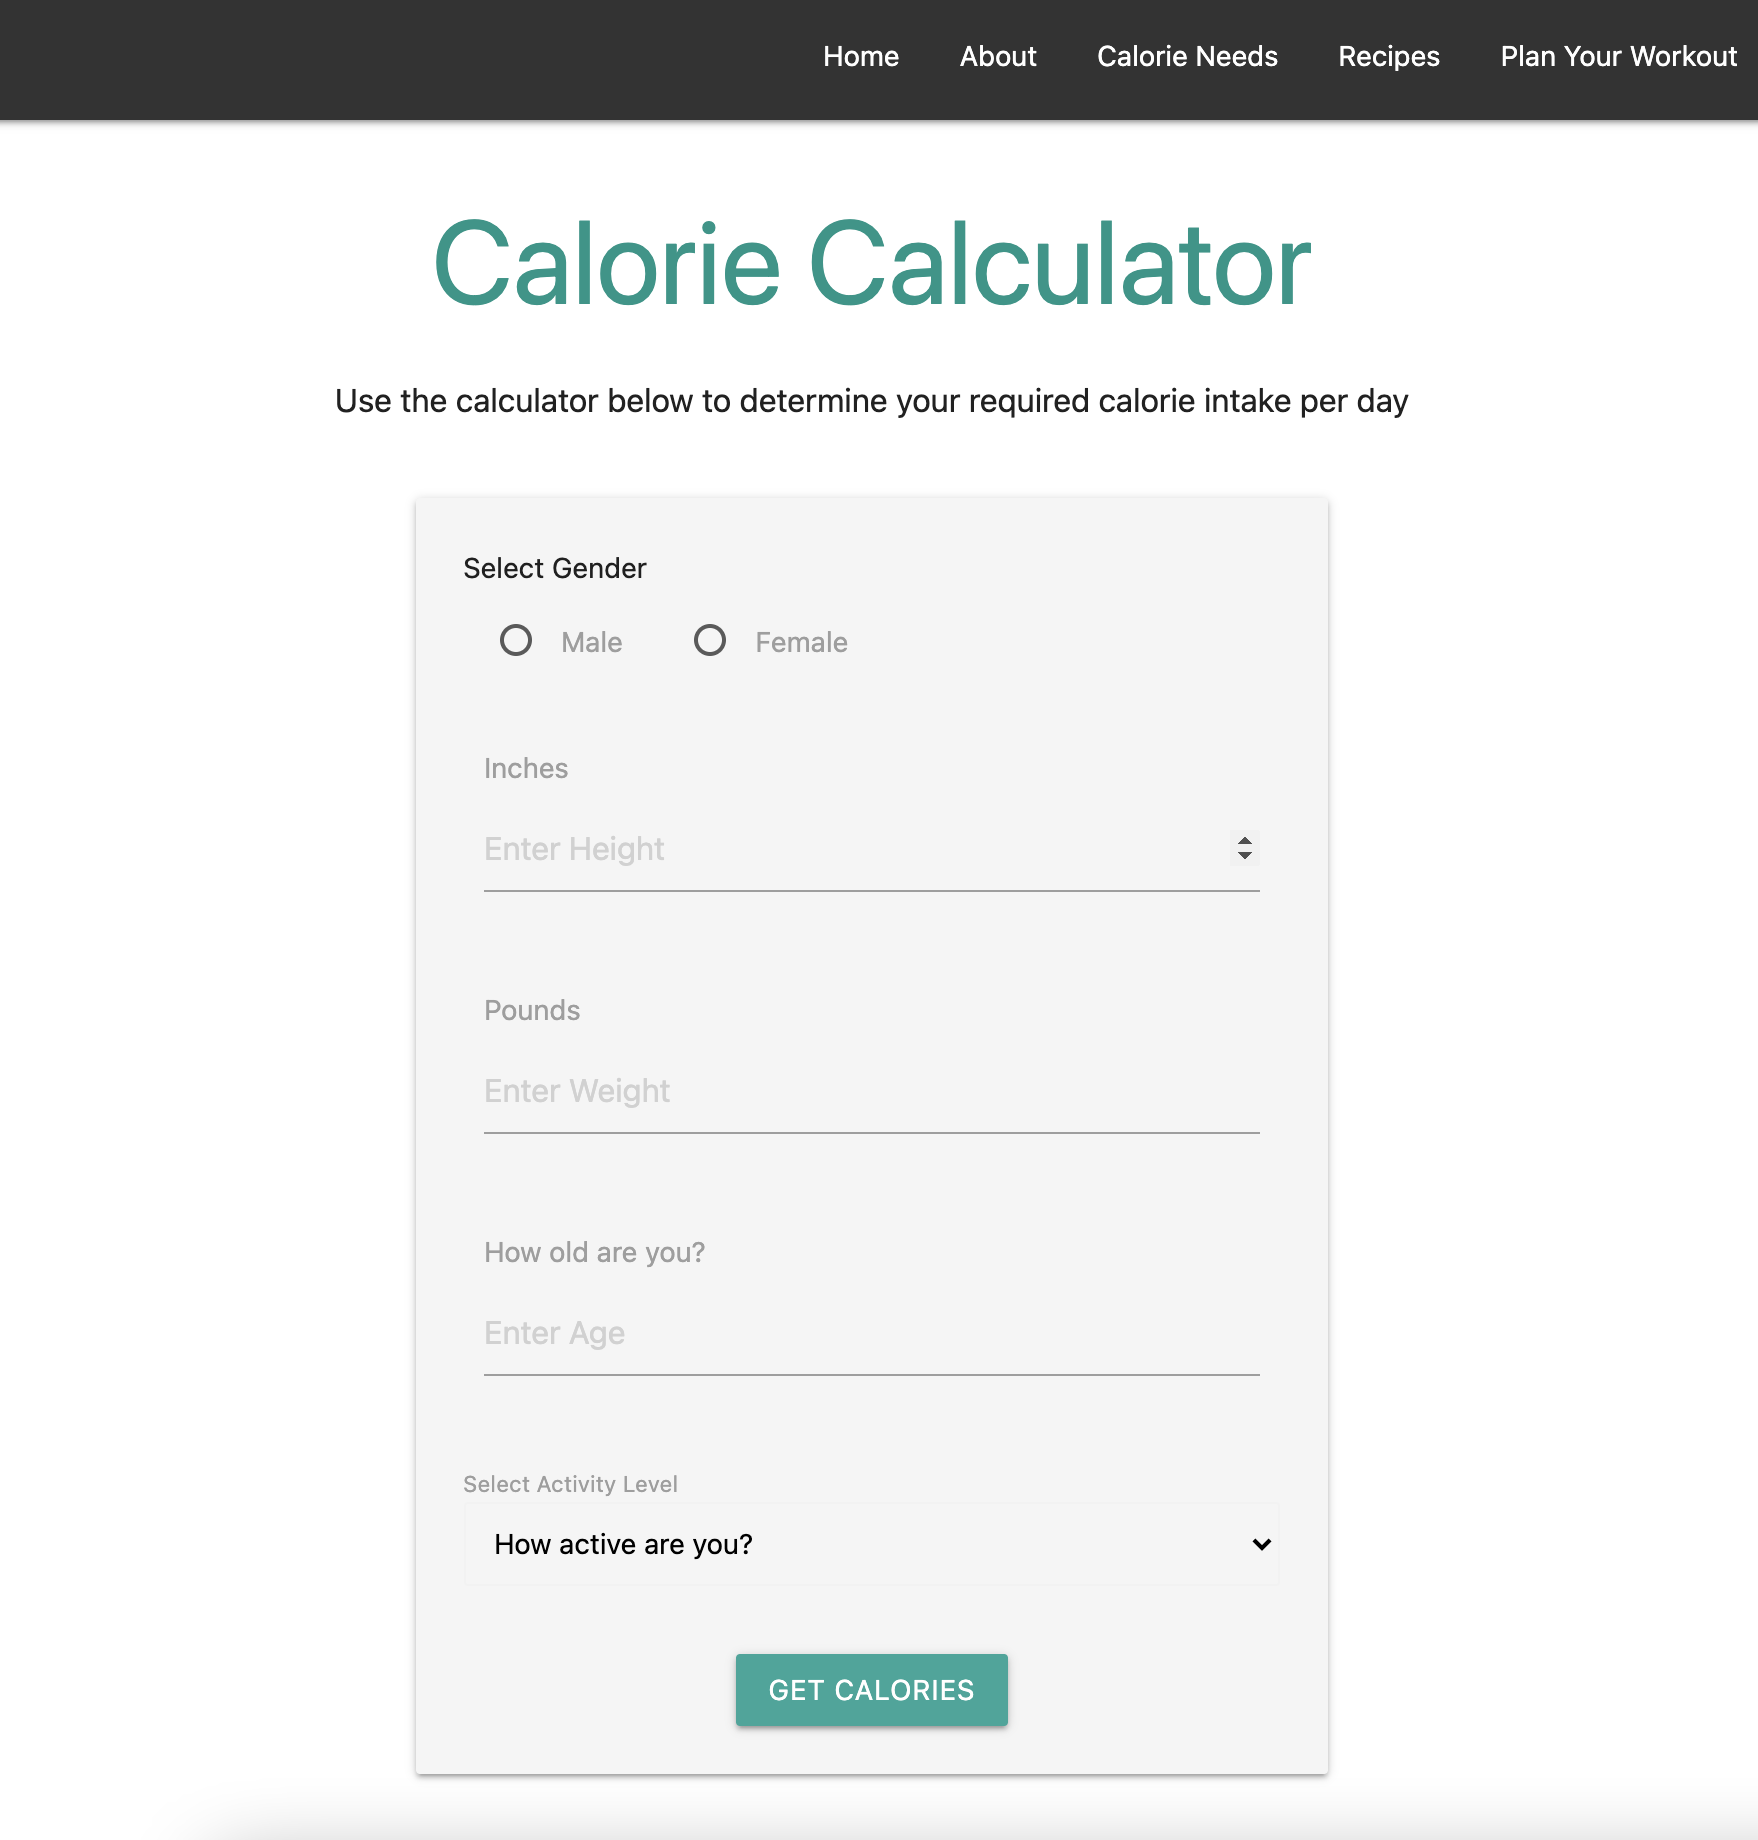 Home About Calorie Needs Recipes Plan Your Workout
Calorie Calculator
Use the calculator below to determine your required calorie intake per day
Select Gender
Male Female
Inches
Enter Height
Pounds
Enter Weight
How old are you?
Enter Age
Select Activity Level
How active are you?
GET CALORIES